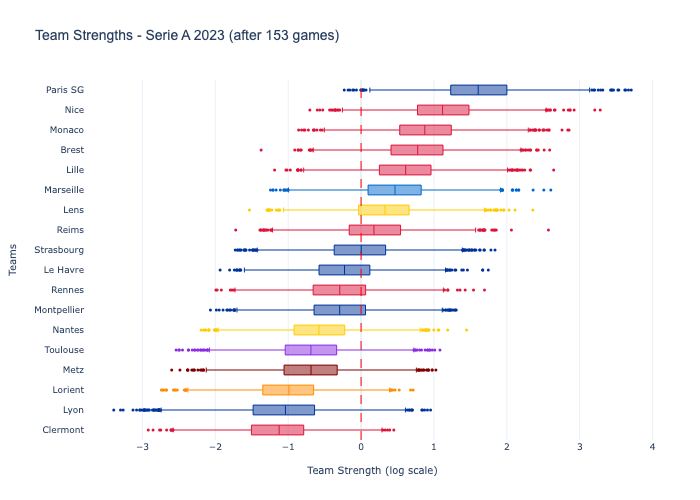 Team Strengths - Serie A 2023 (after 153 games)
Paris SG
Nice
Monaco
Brest
Lille
Marseille
Lens
Reims
Strasbourg
Le Havre
Rennes
Montpellier
Nantes
Toulouse
Metz
Lorient
Lyon
Clermont
Teams
−3 −2 −1 0 1 2 3 4
Team Strength (log scale)